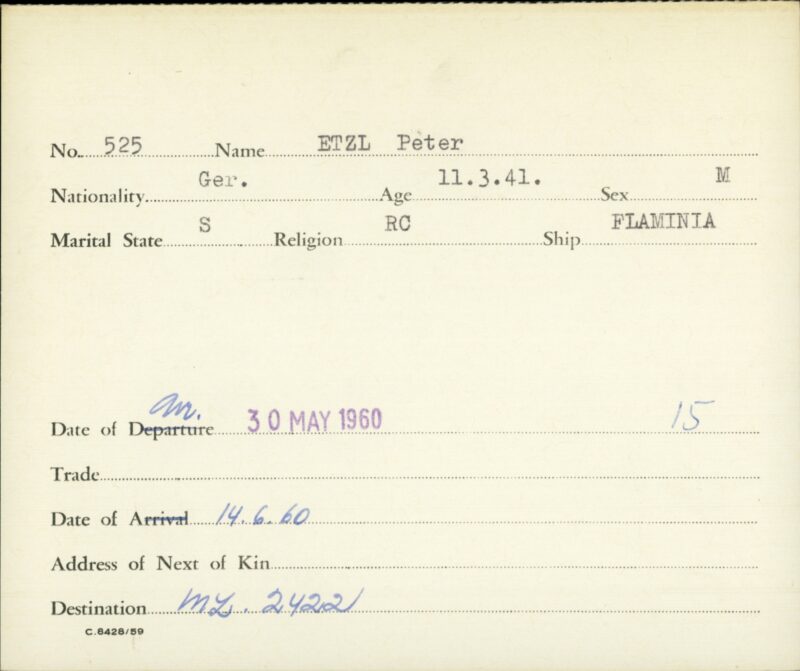 No. 525 Name ETZL Peter
Nationality Ger. Age 11.3.41. Sex M
Marital State S Religion RC Ship FLAMINIA
Arr.
Date of Departure 30 MAY 1960 15
Trade
Date of Arrival 14.6.60
Address of Next of Kin
Destination ML. 2422
C.8428/59